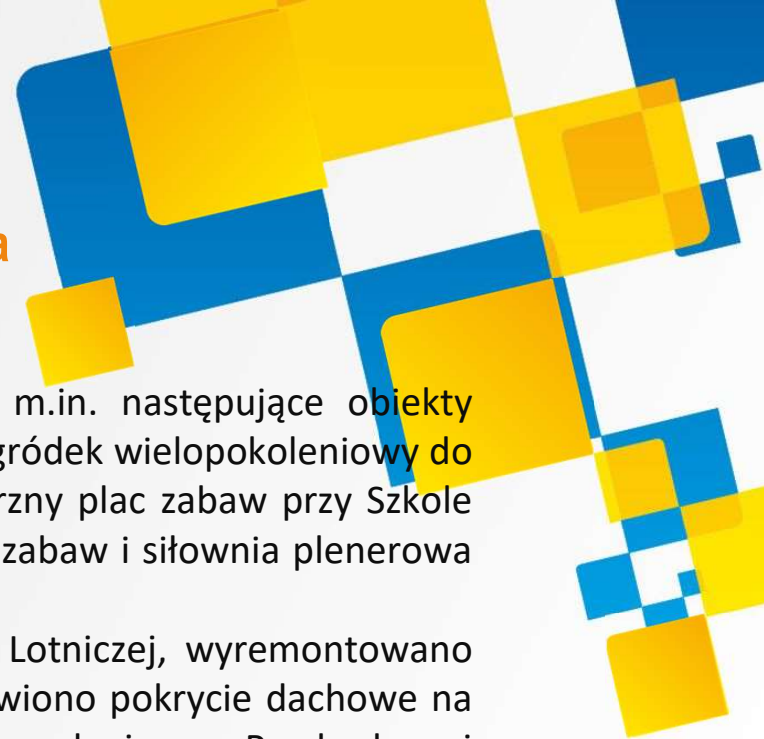 a
m.in. następujące obiekty
gródek wielopokoleniowy do
rzny plac zabaw przy Szkole
zabaw i siłownia plenerowa
Lotniczej, wyremontowano
wiono pokrycie dachowe na